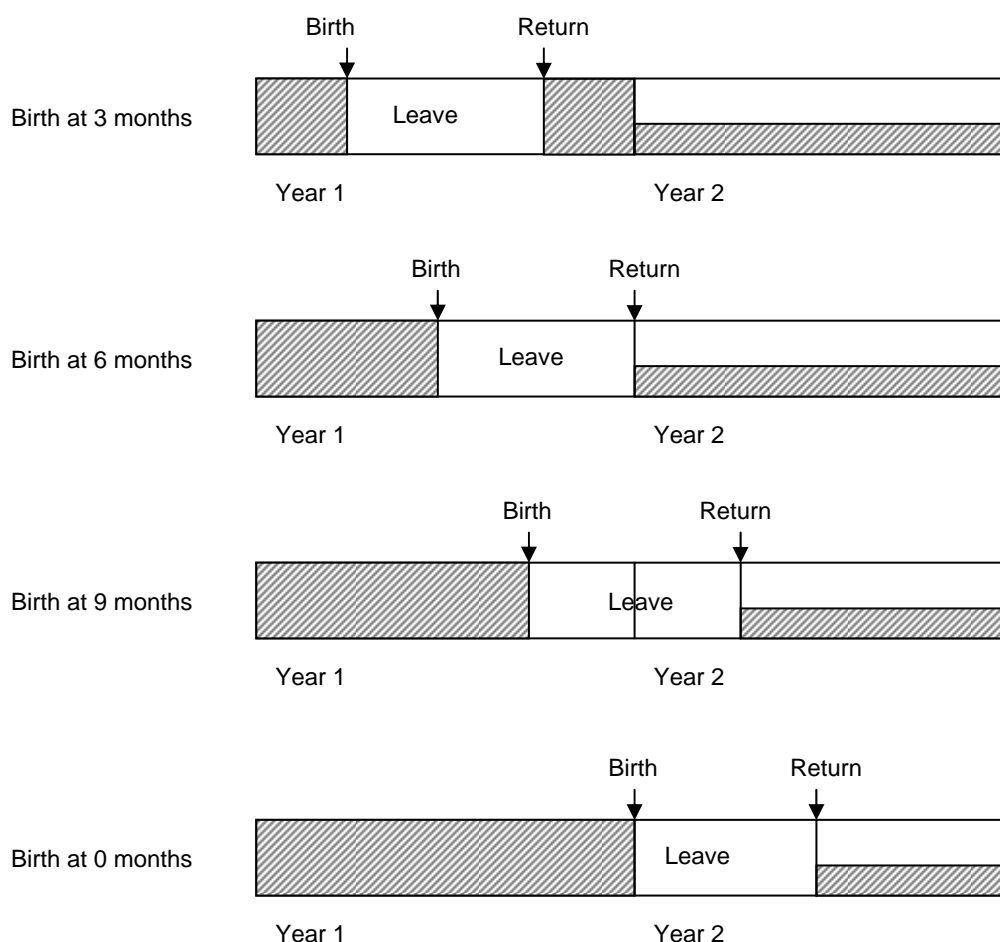 Birth Return
Birth at 3 months Leave
Year 1 Year 2
Birth Return
Birth at 6 months Leave
Year 1 Year 2
Birth Return
Birth at 9 months Leave
Year 1 Year 2
Birth Return
Birth at 0 months Leave
Year 1 Year 2